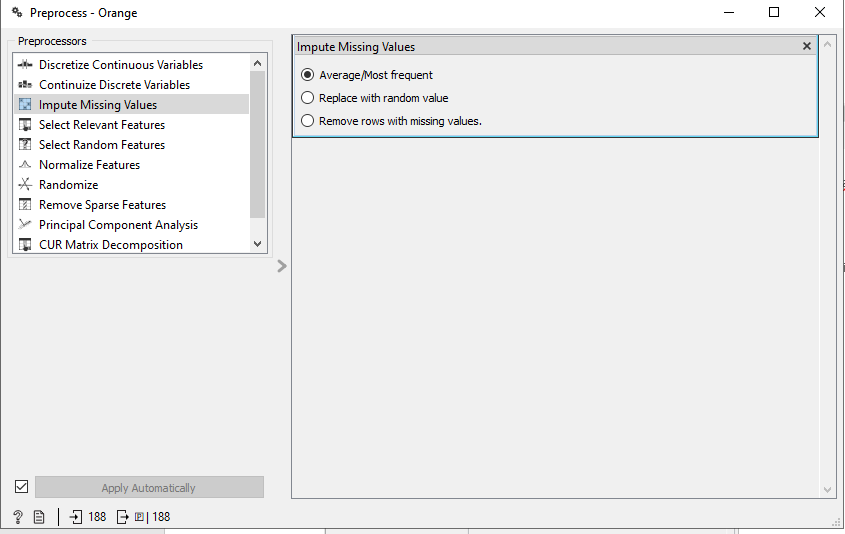 Preprocess - Orange
Preprocessors
Discretize Continuous Variables
Continuize Discrete Variables
Impute Missing Values
Select Relevant Features
Select Random Features
Normalize Features
Randomize
Remove Sparse Features
Principal Component Analysis
CUR Matrix Decomposition
Impute Missing Values
Average/Most frequent
Replace with random value
Remove rows with missing values.
Apply Automatically
? 188 P | 188